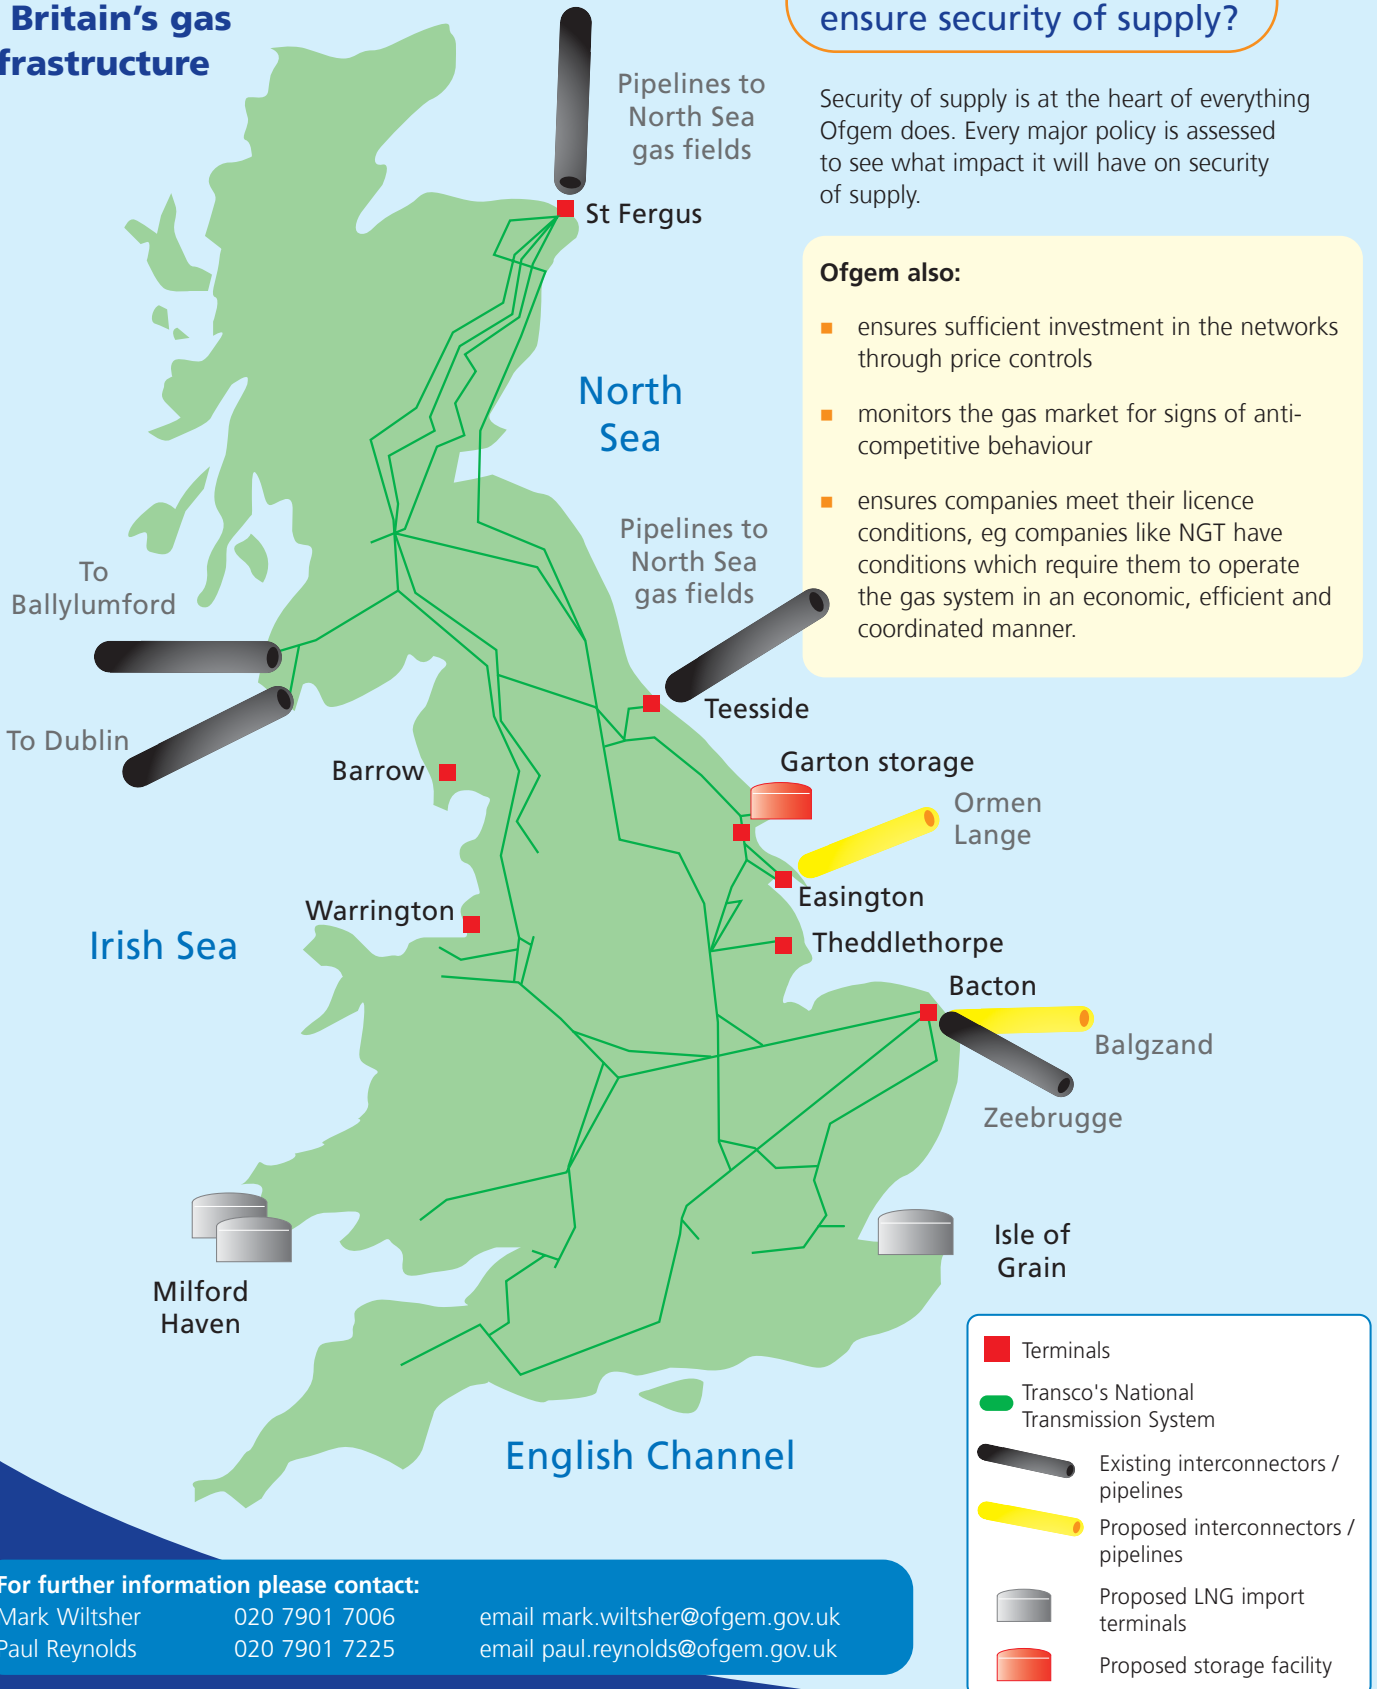 Britain's gas
frastructure
ensure security of supply?
Security of supply is at the heart of everything
Ofgem does. Every major policy is assessed
to see what impact it will have on security
of supply.
Ofgem also:
ensures sufficient investment in the networks
through price controls
monitors the gas market for signs of anti-
competitive behaviour
ensures companies meet their licence
conditions, eg companies like NGT have
conditions which require them to operate
the gas system in an economic, efficient and
coordinated manner.
Pipelines to
North Sea
gas fields
St Fergus
North
Sea
Pipelines to
North Sea
gas fields
To
Ballylumford
To Dublin
Teesside
Barrow
Garton storage
Ormen
Lange
Easington
Warrington
Irish Sea
Theddlethorpe
Bacton
Balgzand
Zeebrugge
Milford
Haven
Isle of
Grain
English Channel
Terminals
Transco's National
Transmission System
Existing interconnectors /
pipelines
Proposed interconnectors /
pipelines
Proposed LNG import
terminals
Proposed storage facility
For further information please contact:
Mark Wiltsher 020 7901 7006 email mark.wiltsher@ofgem.gov.uk
Paul Reynolds 020 7901 7225 email paul.reynolds@ofgem.gov.uk